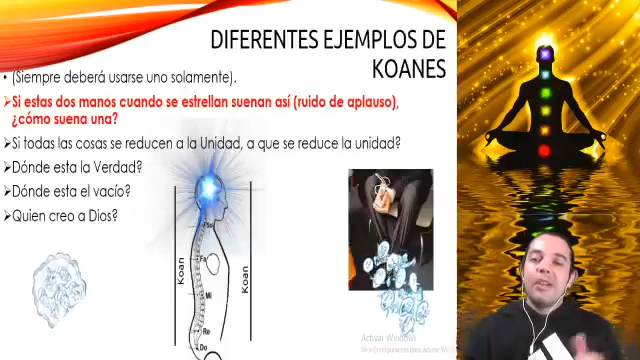 DIFERENTES EJEMPLOS DE
KOANES
• (Siempre deberá usarse uno solamente).
➢Si estas dos manos cuando se estrellan suenan así (ruido de aplauso),
¿cómo suena una?
➢Si todas las cosas se reducen a la Unidad, a que se reduce la unidad?
➢Dónde esta la Verdad?
➢Dónde esta el vacío?
➢Quien creo a Dios?
Koan
Koan
Fa
Mi
Re
Do
Activar Windows